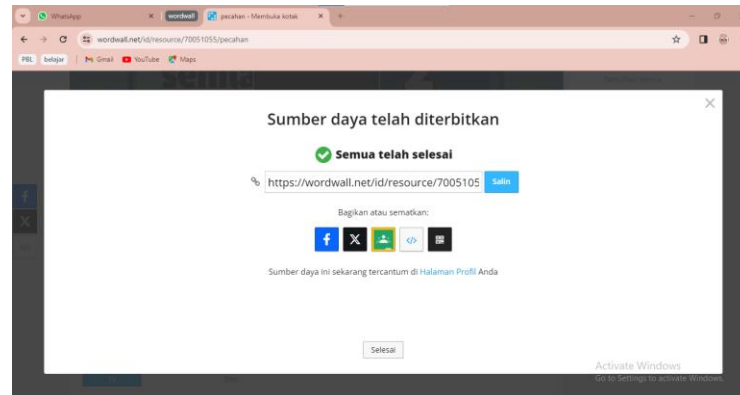 WhatsApp
wordwall
pecahan - Membuka kotak
wordwall.net/id/resource/70051055/pecahan
PBL
belajar
Gmail
YouTube
Maps
semua
2
Sumber daya telah diterbitkan
Semua telah selesai
https://wordwall.net/id/resource/7005105
Salin
Bagikan atau sematkan:
Sumber daya ini sekarang tercantum di Halaman Profil Anda
Selesai
Activate Windows
Go to Settings to activate Windows.